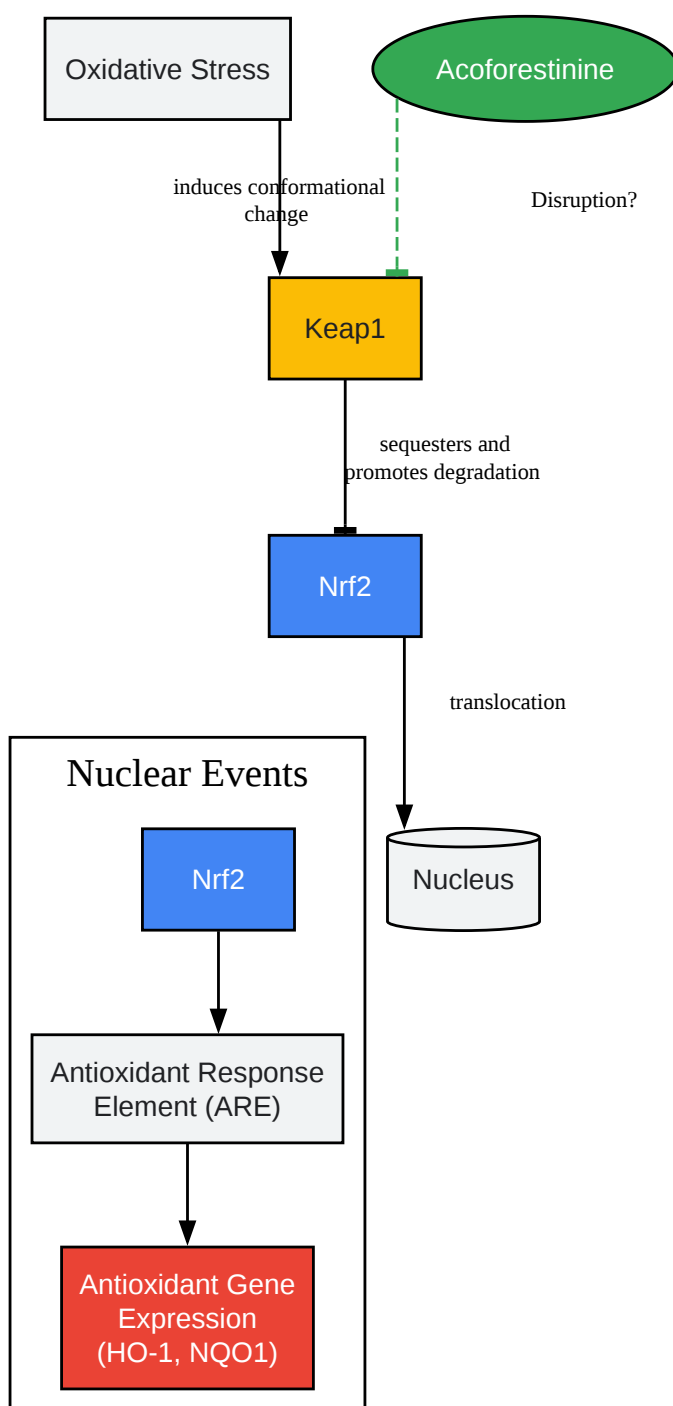 Oxidative Stress
Acoforestinine
induces conformational
change
Disruption?
Keap1
sequesters and
promotes degradation
Nrf2
translocation
Nuclear Events
Nrf2
Nucleus
Antioxidant Response
Element (ARE)
Antioxidant Gene
Expression
(HO-1, NQO1)